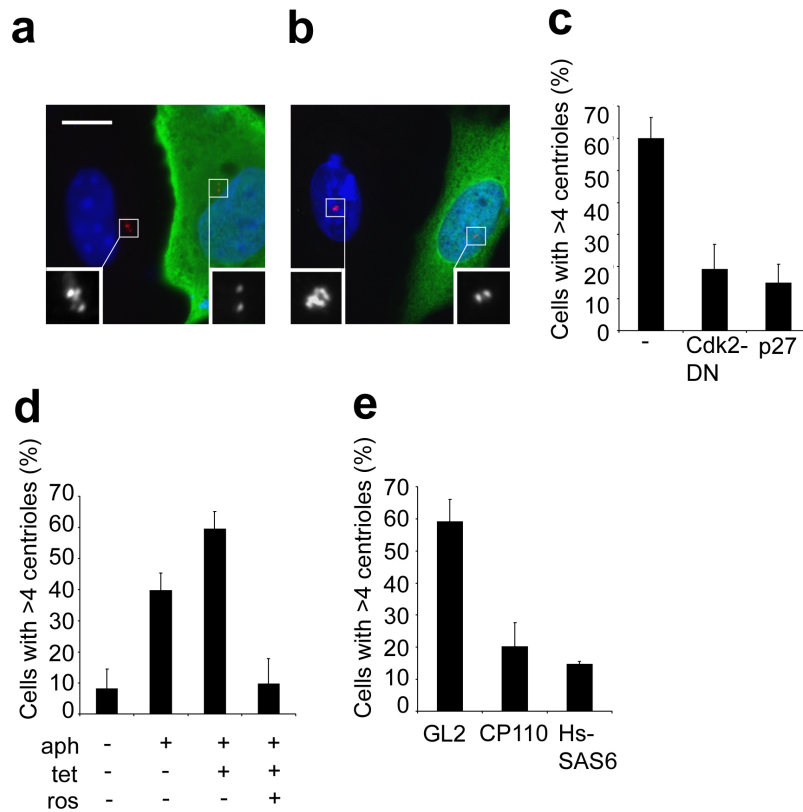 a
b
c
Cells with >4 centrioles (%)
70
60
50
40
30
20
10
0
-
Cdk2-
DN
p27
d
Cells with >4 centrioles (%)
70
60
50
40
30
20
10
0
aph - + + +
tet - - + +
ros - - - +
e
Cells with >4 centrioles (%)
70
60
50
40
30
20
10
0
GL2 CP110 Hs-
SAS6